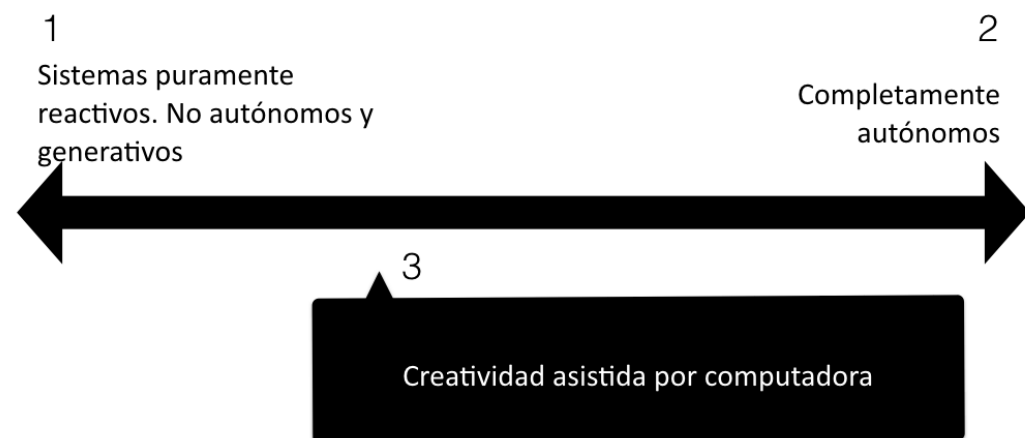 1
Sistemas puramente
reactivos. No autónomos y
generativos
2
Completamente
autónomos
3
Creatividad asistida por computadora